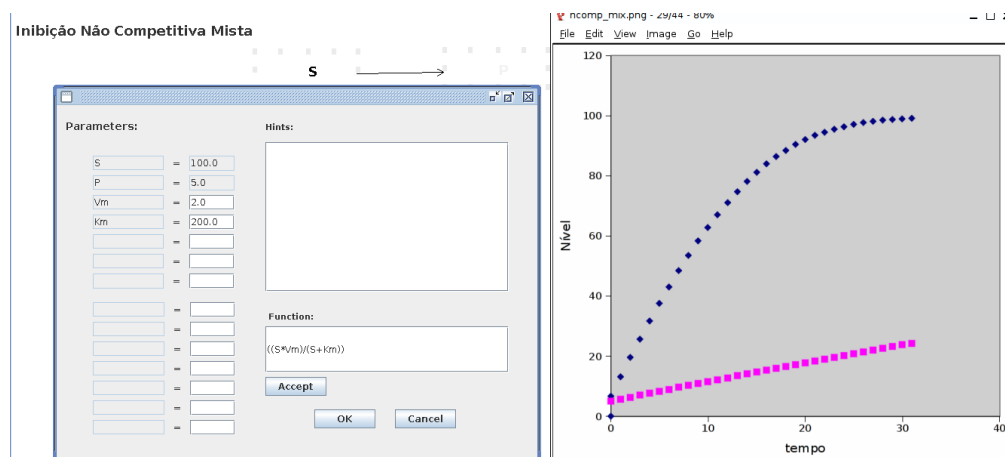 Inibição Não Competitiva Mista
S
P
Parameters:
S = 100.0
P = 5.0
Vm = 2.0
Km = 200.0
=
=
=
=
=
=
=
=
=
=
Hints:
Function:
((S*Vm)/(S+Km))
Accept
OK Cancel
ncomp_mix.png - 29/44 - 80%
File Edit View Image Go Help
120
100
80
60
40
20
0
Nível
0 10 20 30 40
tempo